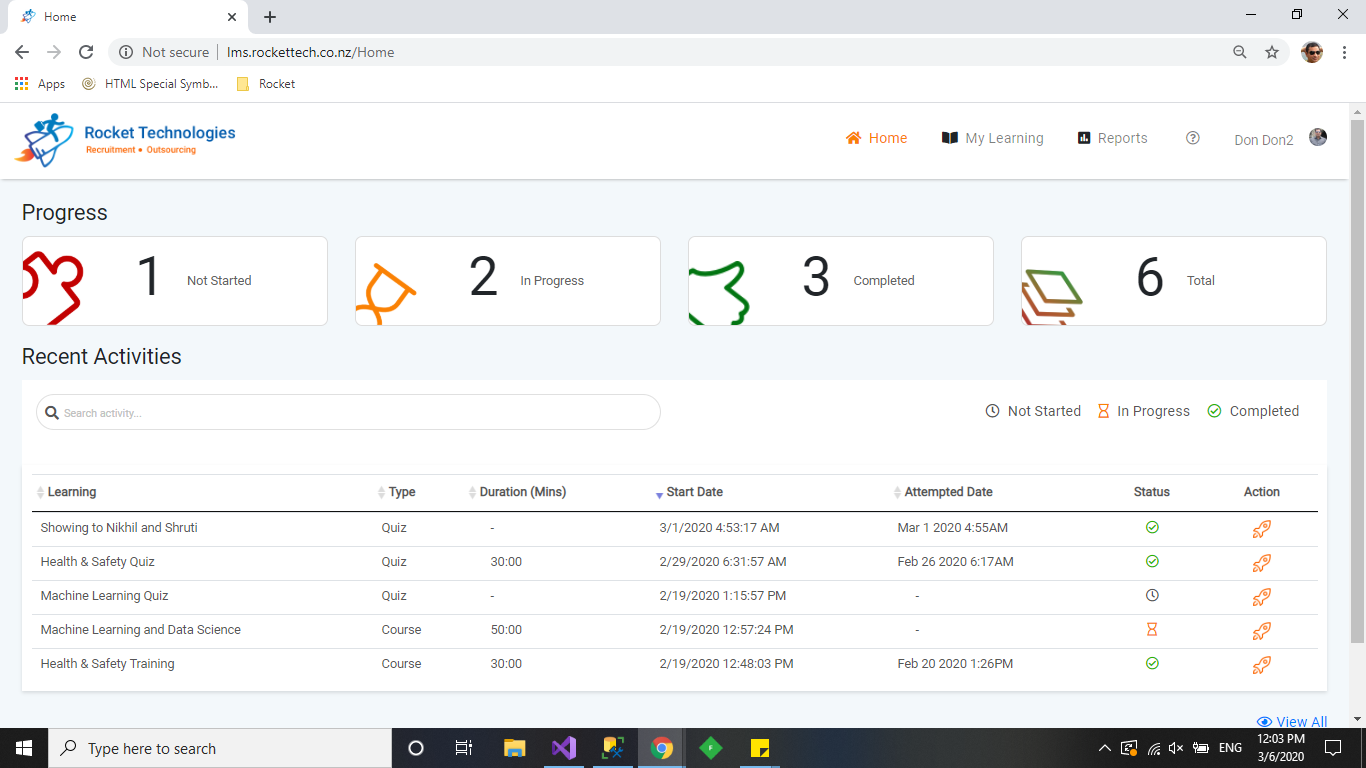 Home
Not secure lms.rockettech.co.nz/Home
Apps HTML Special Symb... Rocket
Rocket Technologies
Recruitment • Outsourcing
Home My Learning Reports Don Don2
Progress
1 Not Started 2 In Progress 3 Completed 6 Total
Recent Activities
Search activity... Not Started In Progress Completed
Learning Type Duration (Mins) Start Date Attempted Date Status Action
Showing to Nikhil and Shruti Quiz - 3/1/2020 4:53:17 AM Mar 1 2020 4:55AM
Health & Safety Quiz Quiz 30:00 2/29/2020 6:31:57 AM Feb 26 2020 6:17AM
Machine Learning Quiz Quiz - 2/19/2020 1:15:57 PM -
Machine Learning and Data Science Course 50:00 2/19/2020 12:57:24 PM -
Health & Safety Training Course 30:00 2/19/2020 12:48:03 PM Feb 20 2020 1:26PM
View All
Type here to search ENG 12:03 PM
3/6/2020